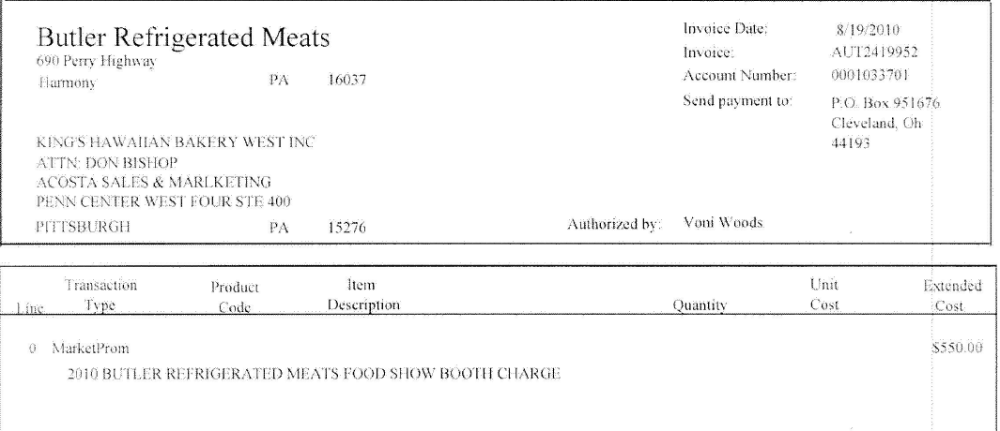 Butler Refrigerated Meats
690 Perry Highway
Harmony PA 16037
Invoice Date: 8/19/2010
Invoice: AUT2419952
Account Number: 0001033701
Send payment to: P.O. Box 951676
Cleveland, Oh
44193
KING'S HAWAIIAN BAKERY WEST INC
ATTN: DON BISHOP
ACOSTA SALES & MARLKETING
PENN CENTER WEST FOUR STE 400
PITTSBURGH PA 15276
Authorized by: Voni Woods
Line Transaction Type Product Code Item Description Quantity Unit Cost Extended Cost
0 MarketProm $550.00
2010 BUTLER REFRIGERATED MEATS FOOD SHOW BOOTH CHARGE